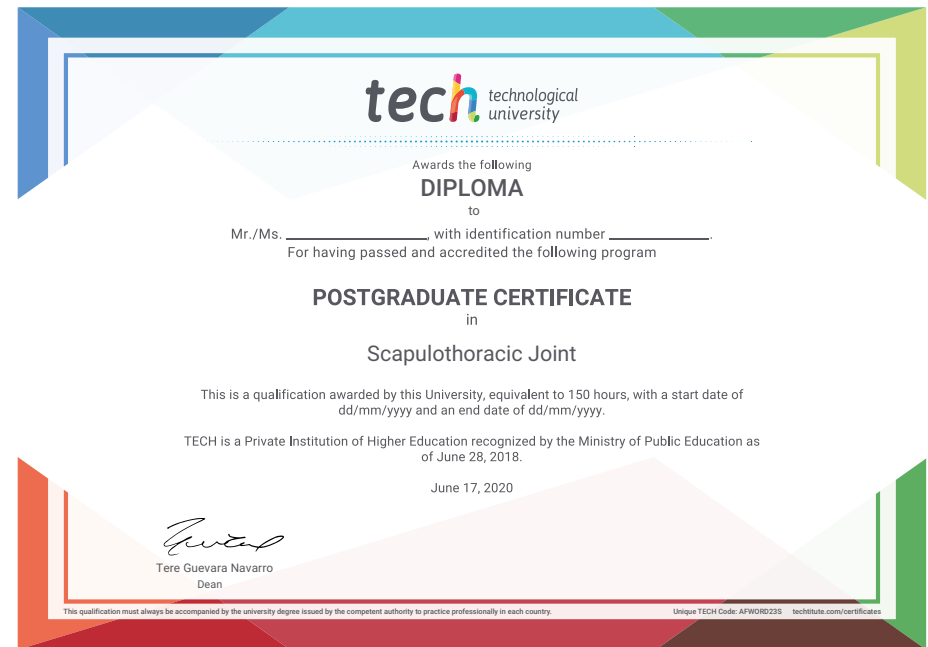 tech technological
university
Awards the following
DIPLOMA
to
Mr./Ms. ____________________, with identification number ______________.
For having passed and accredited the following program
POSTGRADUATE CERTIFICATE
in
Scapulothoracic Joint
This is a qualification awarded by this University, equivalent to 150 hours, with a start date of
dd/mm/yyyy and an end date of dd/mm/yyyy.
TECH is a Private Institution of Higher Education recognized by the Ministry of Public Education as
of June 28, 2018.
June 17, 2020
Tere Guevara Navarro
Dean
This qualification must always be accompanied by the university degree issued by the competent authority to practice professionally in each country.
Unique TECH Code: AFWORD23S techtitute.com/certificates